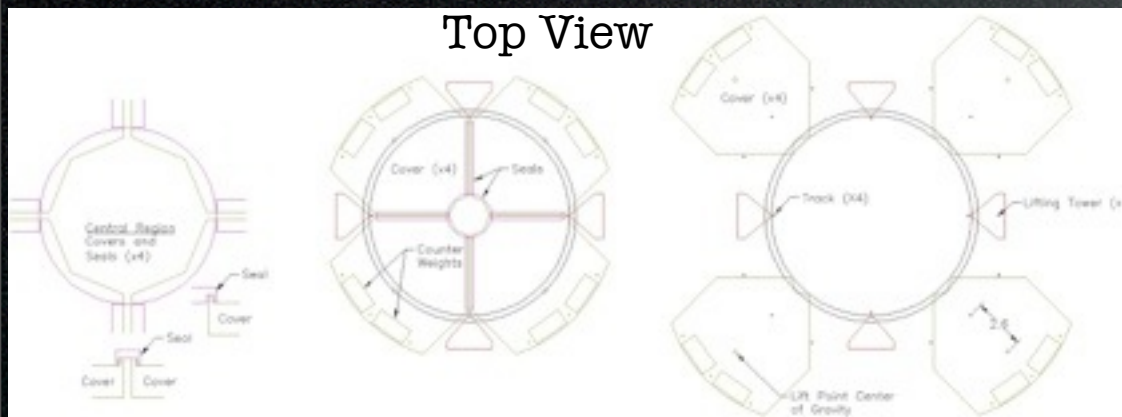 Top View
Central Region
Covers and
Seals (x4)
Seal
Cover
Seal
Cover
Cover
Cover (x4)
Seals
Counter
Weights
Cover (x4)
Track (X4)
Lifting Tower (x
2.6
Lift Point Center
of Gravity